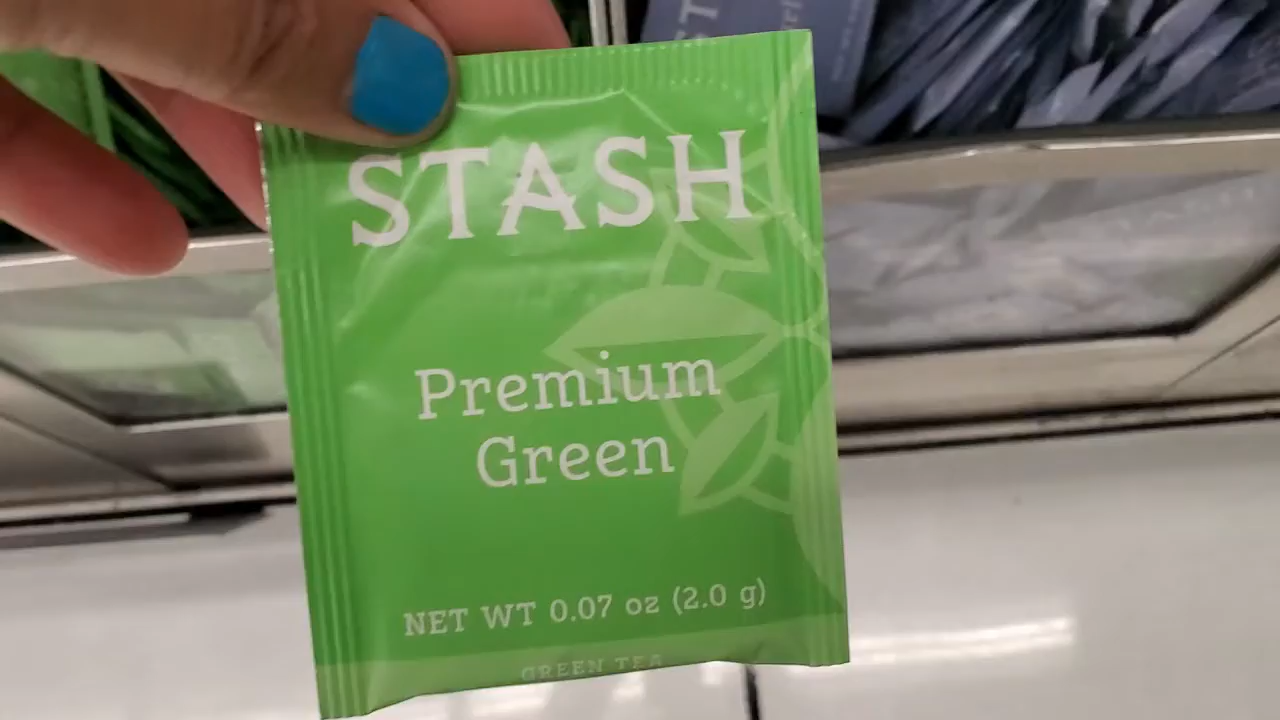 STASH
Premium
Green
NET WT 0.07 oz (2.0 g)
GREEN TEA